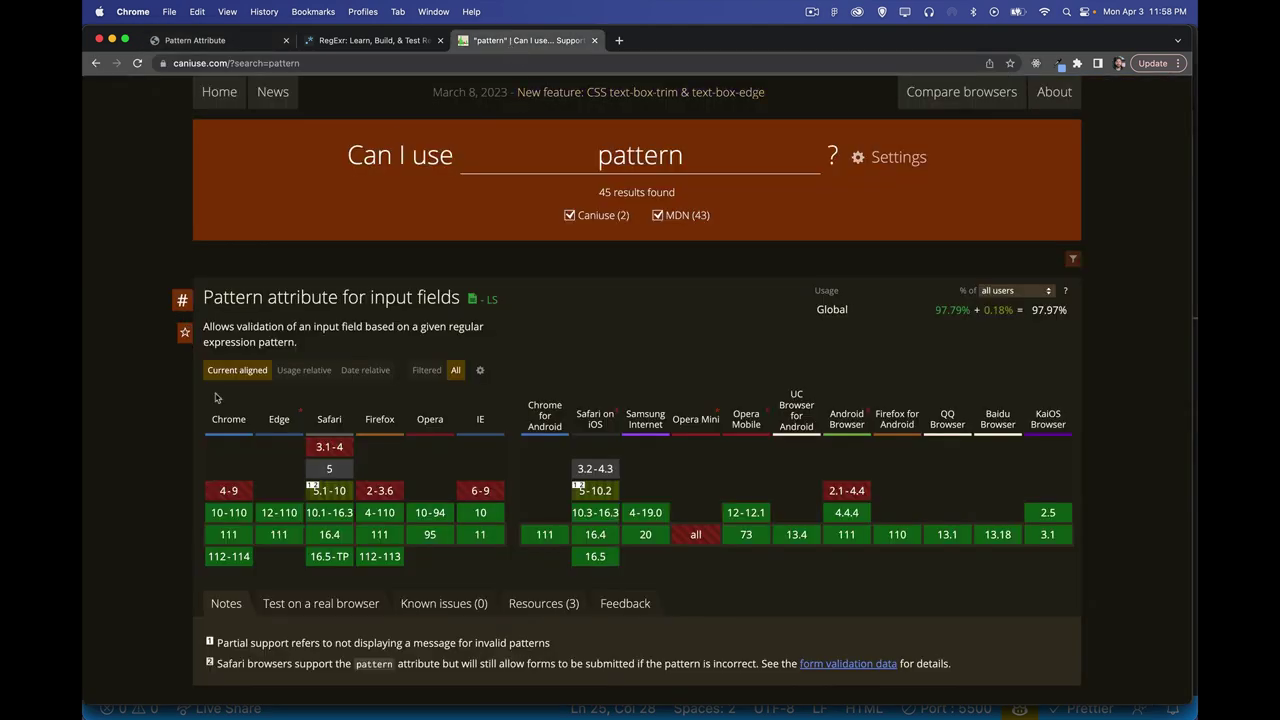 Chrome File Edit View History Bookmarks Profiles Tab Window Help Mon Apr 3 11:58 PM
Pattern Attribute RegExr: Learn, Build, & Test Re "pattern" | Can I use... Suppor
caniuse.com/?search=pattern Update
Home News March 8, 2023 - New feature: CSS text-box-trim & text-box-edge Compare browsers About
Can I use pattern ? Settings
45 results found
Caniuse (2) MDN (43)
# Pattern attribute for input fields - LS
Usage % of all users ?
Global 97.79% + 0.18% = 97.97%
Allows validation of an input field based on a given regular
expression pattern.
Current aligned Usage relative Date relative Filtered All
Chrome Edge Safari Firefox Opera IE Chrome for Android Safari on iOS Samsung Internet Opera Mini Opera Mobile UC Browser for Android Android Browser Firefox for Android QQ Browser Baidu Browser KaiOS Browser
3.1-4
5 3.2-4.3
4-9 1 2 5.1-10 2-3.6 6-9 1 2 5-10.2 2.1-4.4
10-110 12-110 10.1-16.3 4-110 10-94 10 10.3-16.3 4-19.0 12-12.1 4.4.4 2.5
111 111 16.4 111 95 11 111 16.4 20 all 73 13.4 111 110 13.1 13.18 3.1
112-114 16.5-TP 112-113 16.5
Notes Test on a real browser Known issues (0) Resources (3) Feedback
1 Partial support refers to not displaying a message for invalid patterns
2 Safari browsers support the pattern attribute but will still allow forms to be submitted if the pattern is incorrect. See the form validation data for details.
0 0 Live Share Ln 25, Col 28 Spaces: 2 UTF-8 LF HTML Port : 5500 Prettier